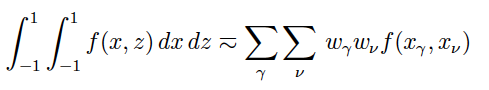 ∫_{-1}^{1} ∫_{-1}^{1} f(x, z) dx dz ≂ ∑_γ ∑_ν w_γ w_ν f(x_γ, x_ν)